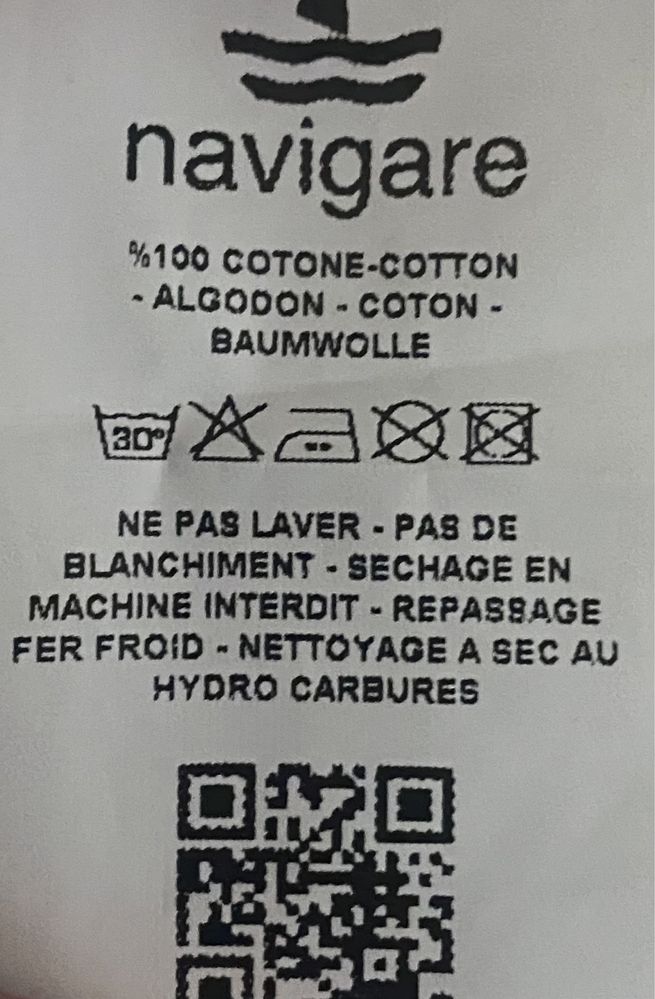 navigare
%100 COTONE-COTTON
- ALGODON - COTON -
BAUMWOLLE
30°
NE PAS LAVER - PAS DE
BLANCHIMENT - SECHAGE EN
MACHINE INTERDIT - REPASSAGE
FER FROID - NETTOYAGE A SEC AU
HYDRO CARBURES